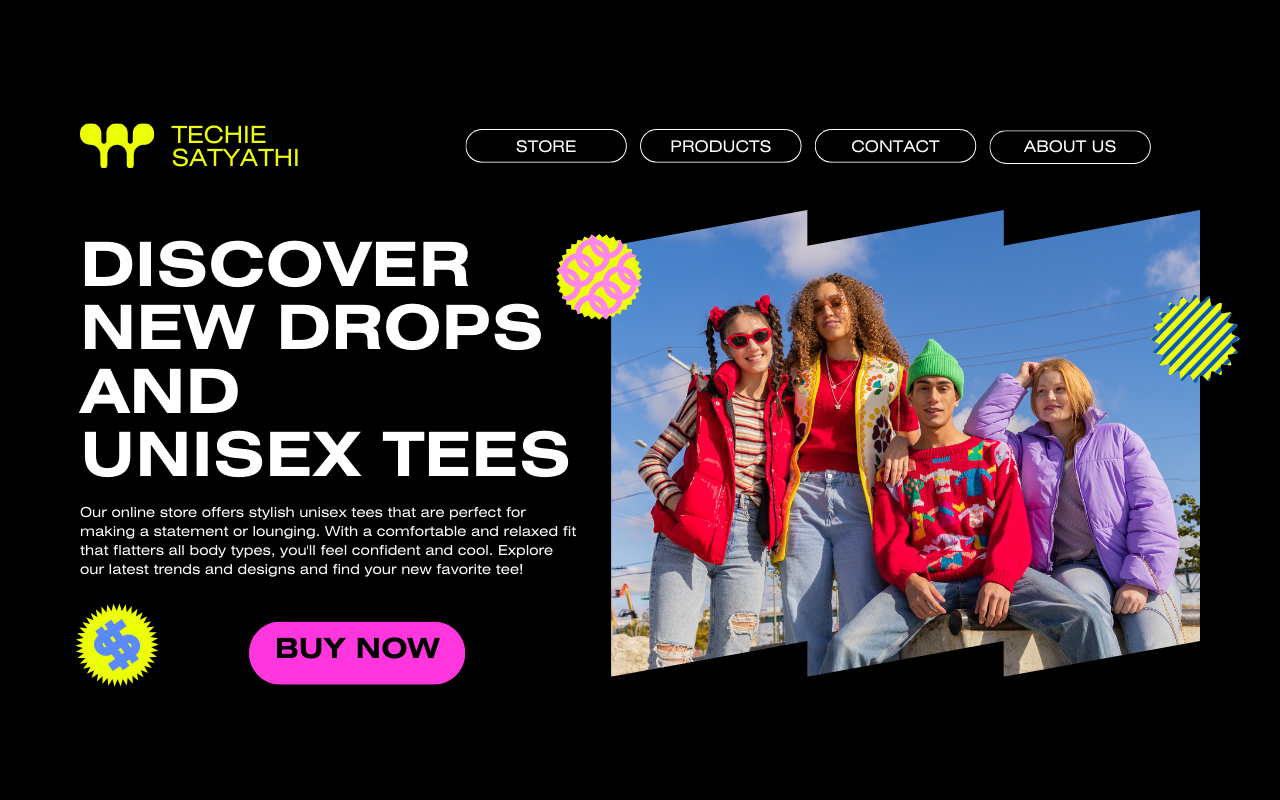 TECHIE
SATYATHI
STORE
PRODUCTS
CONTACT
ABOUT US
DISCOVER
NEW DROPS
AND
UNISEX TEES
Our online store offers stylish unisex tees that are perfect for
making a statement or lounging. With a comfortable and relaxed fit
that flatters all body types, you'll feel confident and cool. Explore
our latest trends and designs and find your new favorite tee!
$
BUY NOW